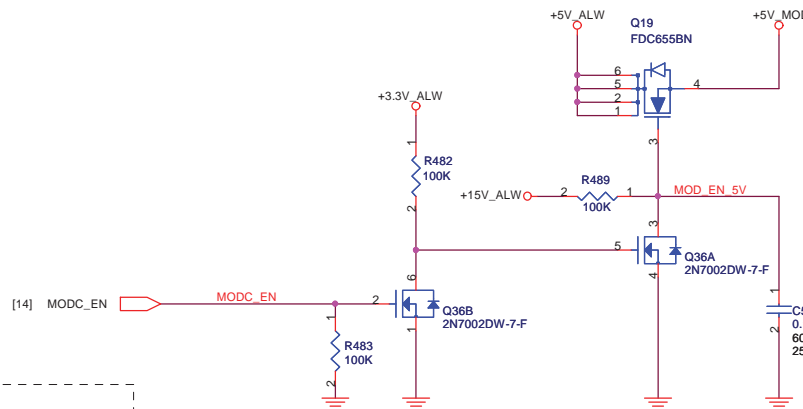 +5V_ALW
Q19
FDC655BN
+5V_MOD
6
5
2
1
4
3
+3.3V_ALW
1
R482
100K
2
+15V_ALW
2
R489
1
100K
MOD_EN_5V
3
5
Q36A
2N7002DW-7-F
4
6
[14] MODC_EN
MODC_EN
2
Q36B
2N7002DW-7-F
1
1
R483
100K
2
1
2